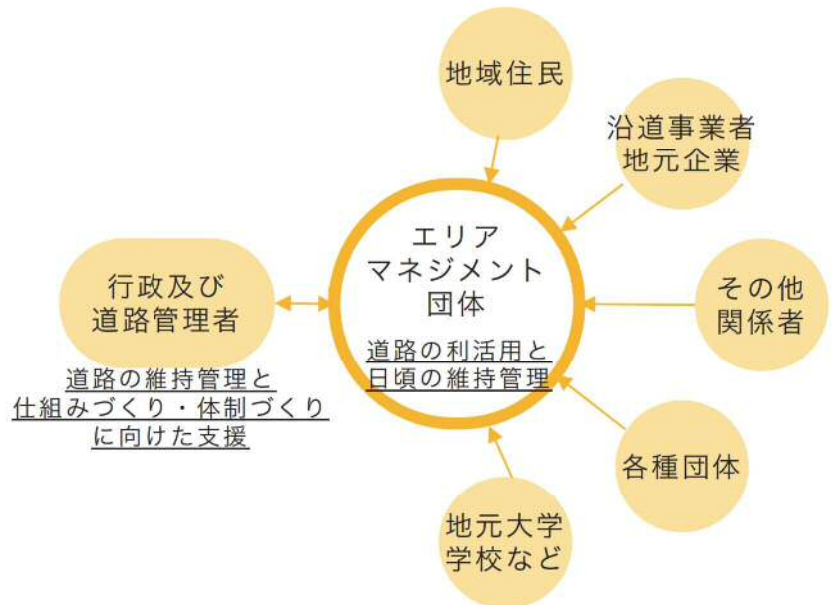 地域住民
沿道事業者
地元企業
エリア
マネジメント
団体
道路の利活用と
日頃の維持管理
行政及び
道路管理者
道路の維持管理と
仕組みづくり・体制づくり
に向けた支援
その他
関係者
各種団体
地元大学
学校など